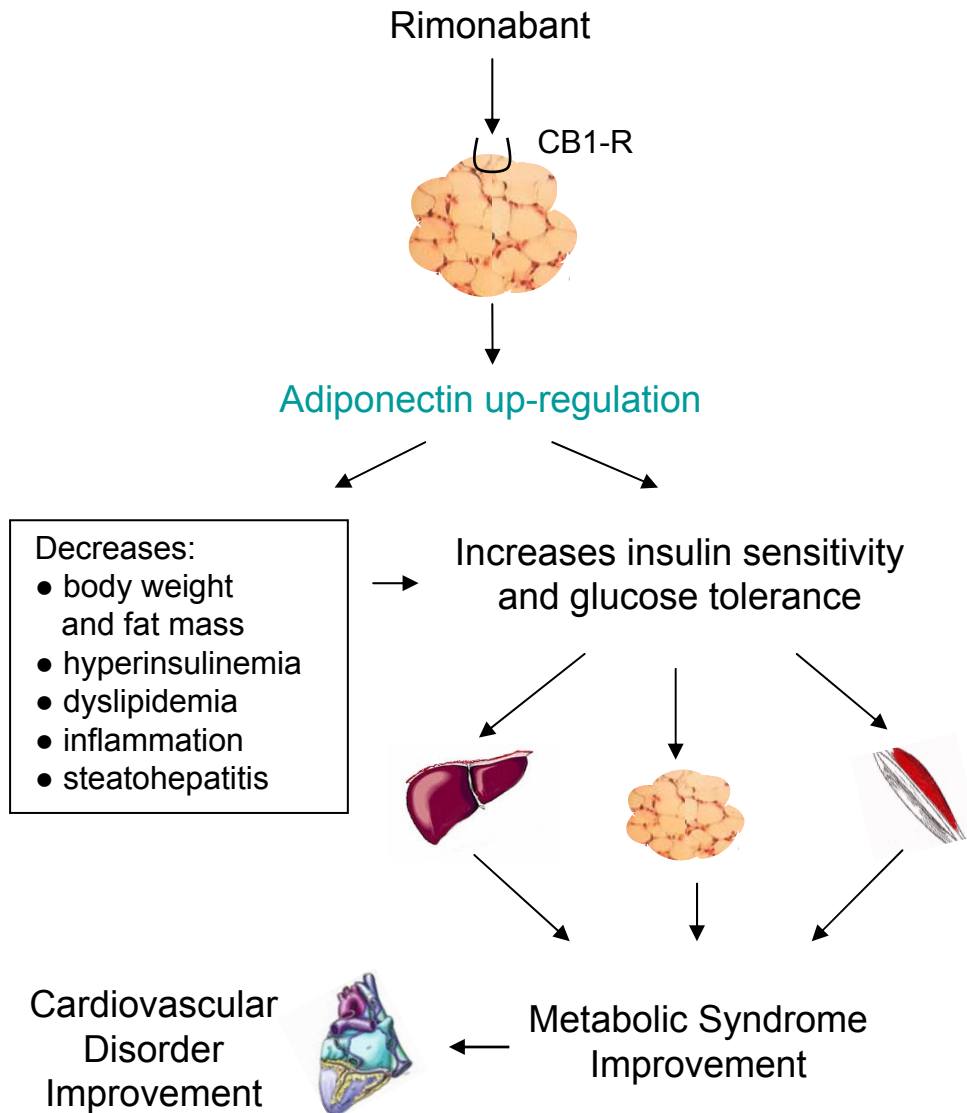 Rimonabant
CB1-R
Adiponectin up-regulation
Decreases:
● body weight
and fat mass
● hyperinsulinemia
● dyslipidemia
● inflammation
● steatohepatitis
Increases insulin sensitivity
and glucose tolerance
Cardiovascular
Disorder
Improvement
Metabolic Syndrome
Improvement